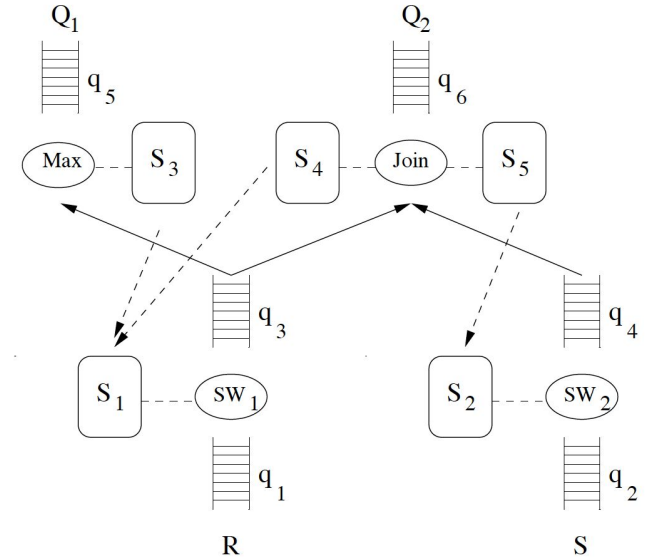 Q1 Q2
q5 q6
Max S3 S4 Join S5
q3 q4
S1 SW1 S2 SW2
q1 q2
R S